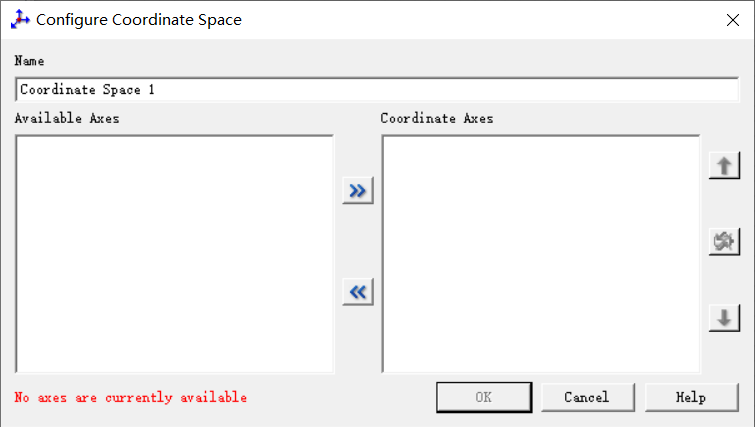 Configure Coordinate Space
Name
Coordinate Space 1
Available Axes
Coordinate Axes
No axes are currently available
OK
Cancel
Help